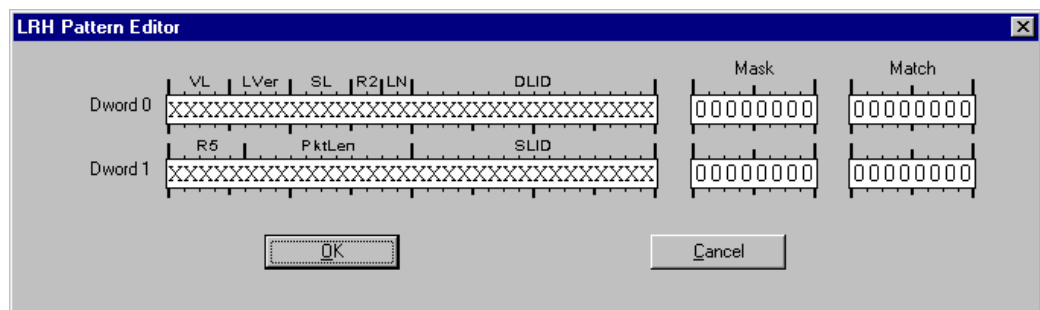 LRH Pattern Editor
Mask Match
VL LVer SL R2 LN DLID
Dword 0 XXXXXXXXXXXXXXXXXXXXXXXXXXXXXXXX 00000000 00000000
R5 PktLen SLID
Dword 1 XXXXXXXXXXXXXXXXXXXXXXXXXXXXXXXX 00000000 00000000
OK Cancel